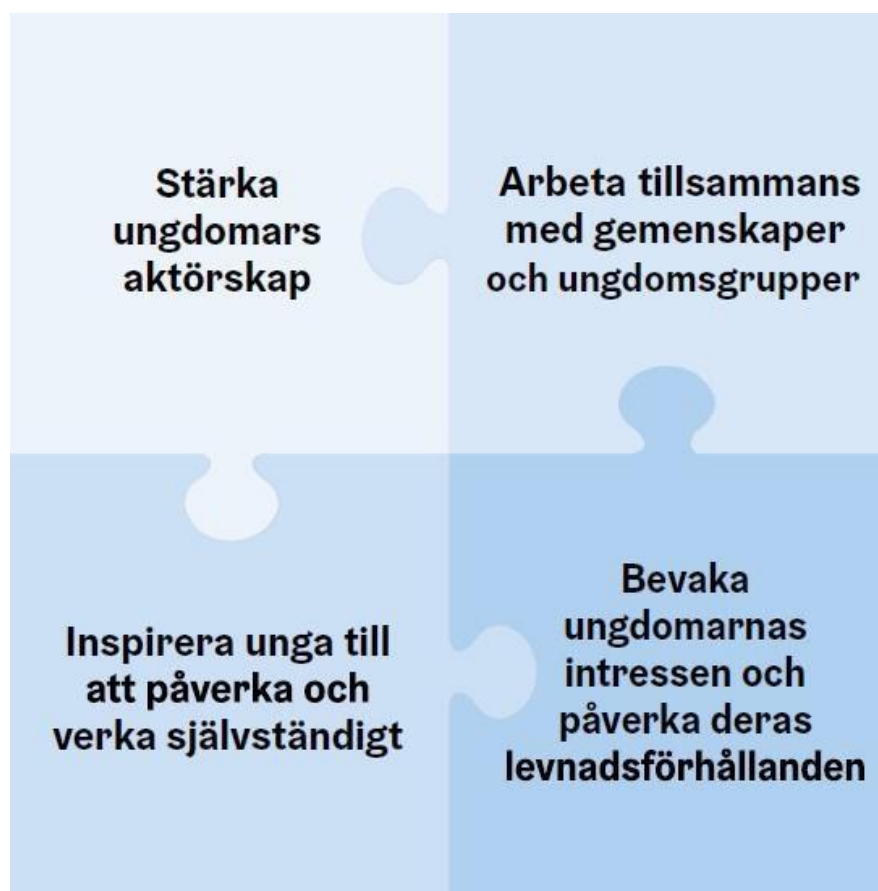 Stärka
ungdomars
aktörskap
Arbeta tillsammans
med gemenskaper
och ungdomsgrupper
Inspirera unga till
att påverka och
verka självständigt
Bevaka
ungdomarnas
intressen och
påverka deras
levnadsförhållanden